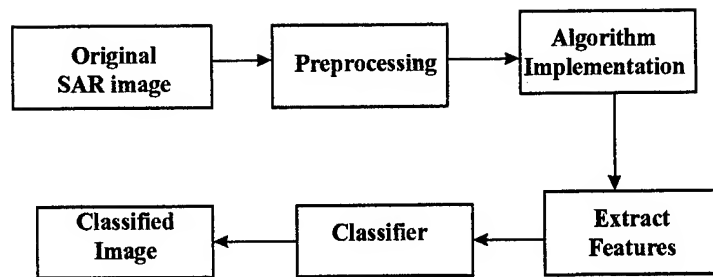 Original
SAR image
Preprocessing
Algorithm
Implementation
Extract
Features
Classifier
Classified
Image